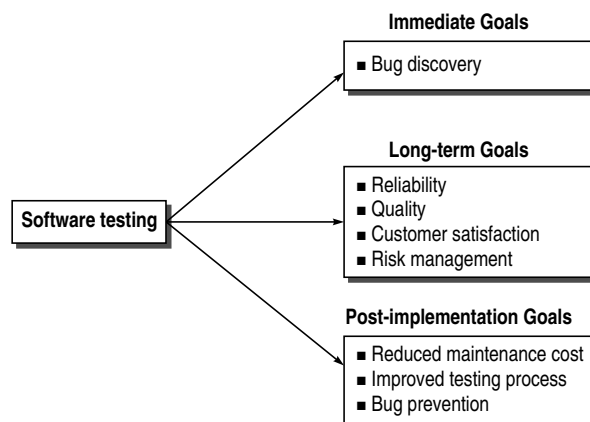 Immediate Goals
■ Bug discovery
Long-term Goals
■ Reliability
■ Quality
■ Customer satisfaction
■ Risk management
Software testing
Post-implementation Goals
■ Reduced maintenance cost
■ Improved testing process
■ Bug prevention